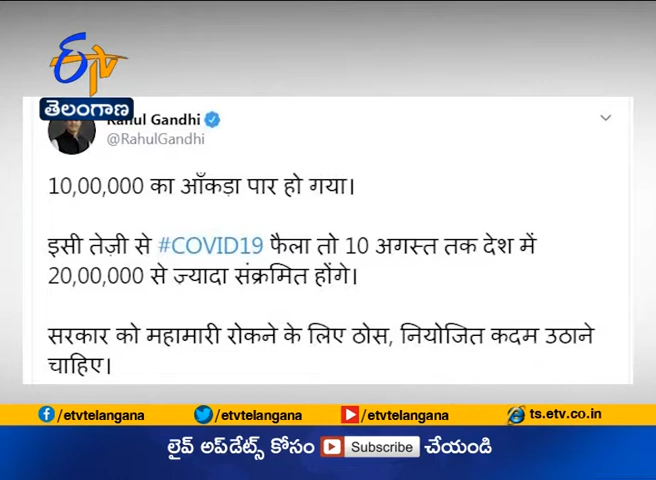 ETV
తెలంగాణ
Rahul Gandhi
@RahulGandhi
10,00,000 का आँकड़ा पार हो गया।
इसी तेज़ी से #COVID19 फैला तो 10 अगस्त तक देश में
20,00,000 से ज़्यादा संक्रमित होंगे।
सरकार को महामारी रोकने के लिए ठोस, नियोजित कदम उठाने
चाहिए।
/etvtelangana /etvtelangana /etvtelangana ts.etv.co.in
లైవ్ అప్‌డేట్స్ కోసం Subscribe చేయండి